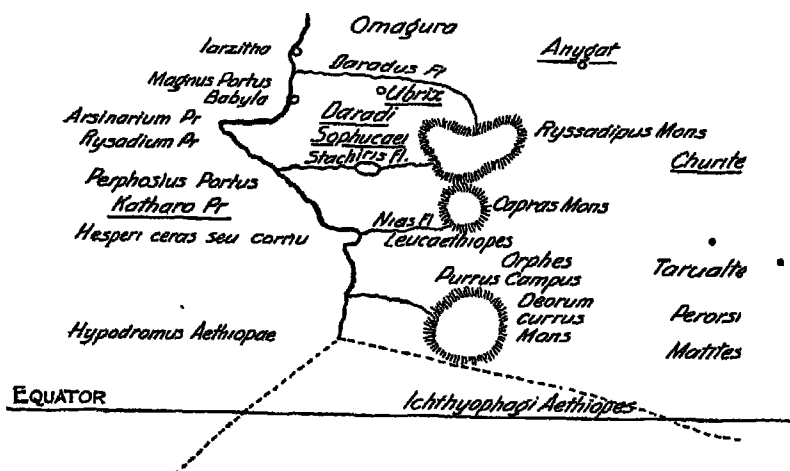 Omagura
Iarzitha
Anygat
Daradus Fl
Magnus Portus
Babyla
Ubrix
Daradi
Arsinarium Pr
Rysadium Pr
Sophucaei
Stachiris Fl.
Ryssadipus Mons
Churite
Perphosius Portus
Katharo Pr
Capras Mons
Hesperi ceras seu cornu
Nias Fl
Leucaethiopes
Orphes
Purrus Campus
Tarualte
Deorum
currus
Mons
Perorsi
Hypodromus Aethiopae
Matites
EQUATOR
Ichthyophagi Aethiopes